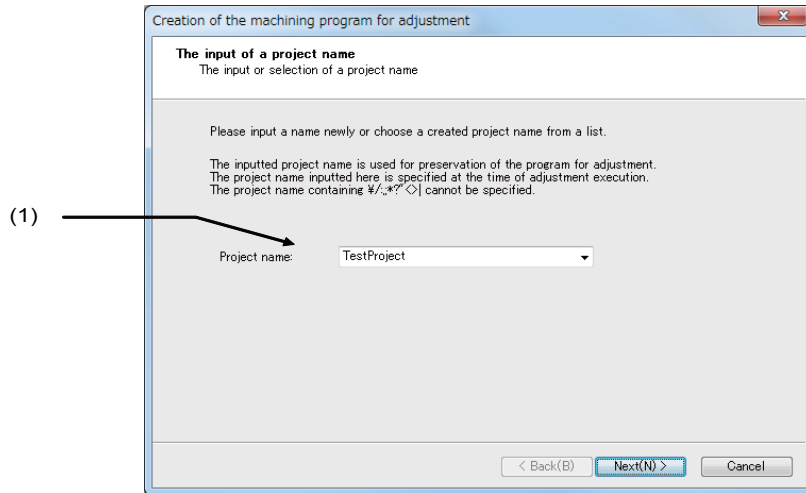 Creation of the machining program for adjustment
The input of a project name
The input or selection of a project name
Please input a name newly or choose a created project name from a list.
The inputted project name is used for preservation of the program for adjustment.
The project name inputted here is specified at the time of adjustment execution.
The project name containing ¥/:;,*?"<>| cannot be specified.
(1)
Project name: TestProject
< Back(B) Next(N) > Cancel